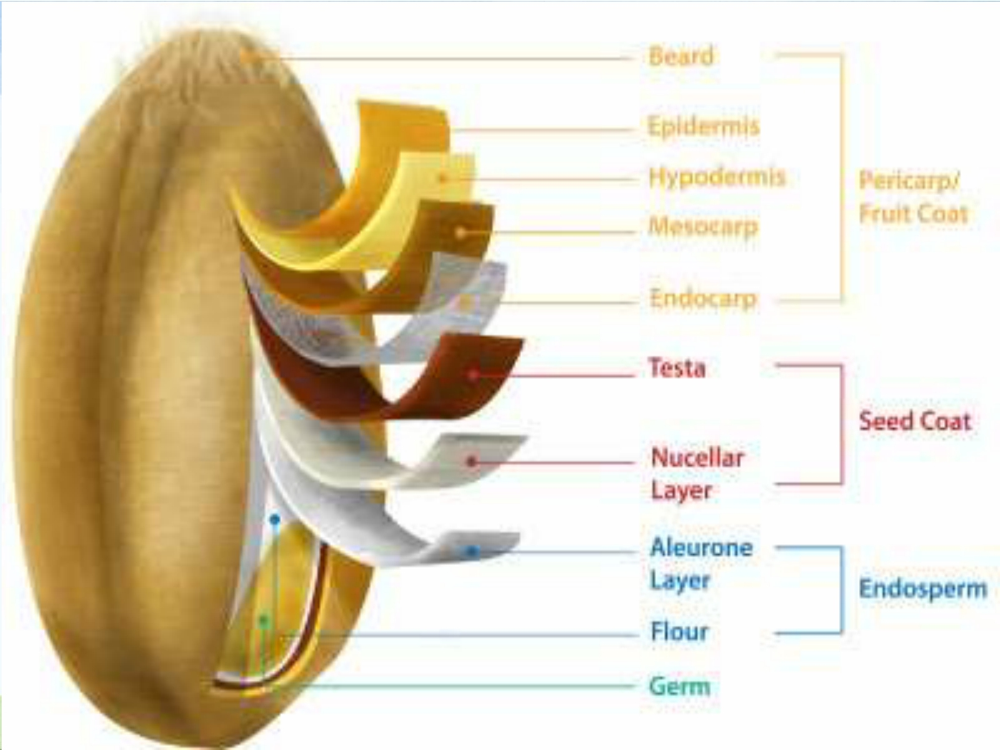 Beard
Epidermis
Hypodermis
Mesocarp
Endocarp
Pericarp/
Fruit Coat
Testa
Nucellar
Layer
Seed Coat
Aleurone
Layer
Flour
Endosperm
Germ